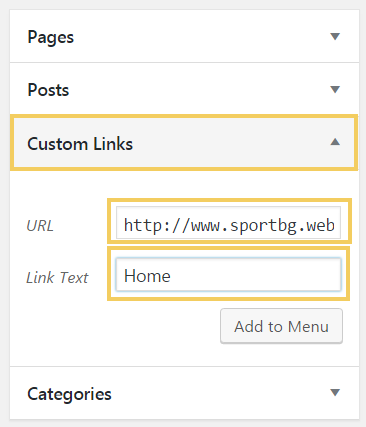 Pages
Posts
Custom Links
URL http://www.sportbg.web
Link Text Home
Add to Menu
Categories